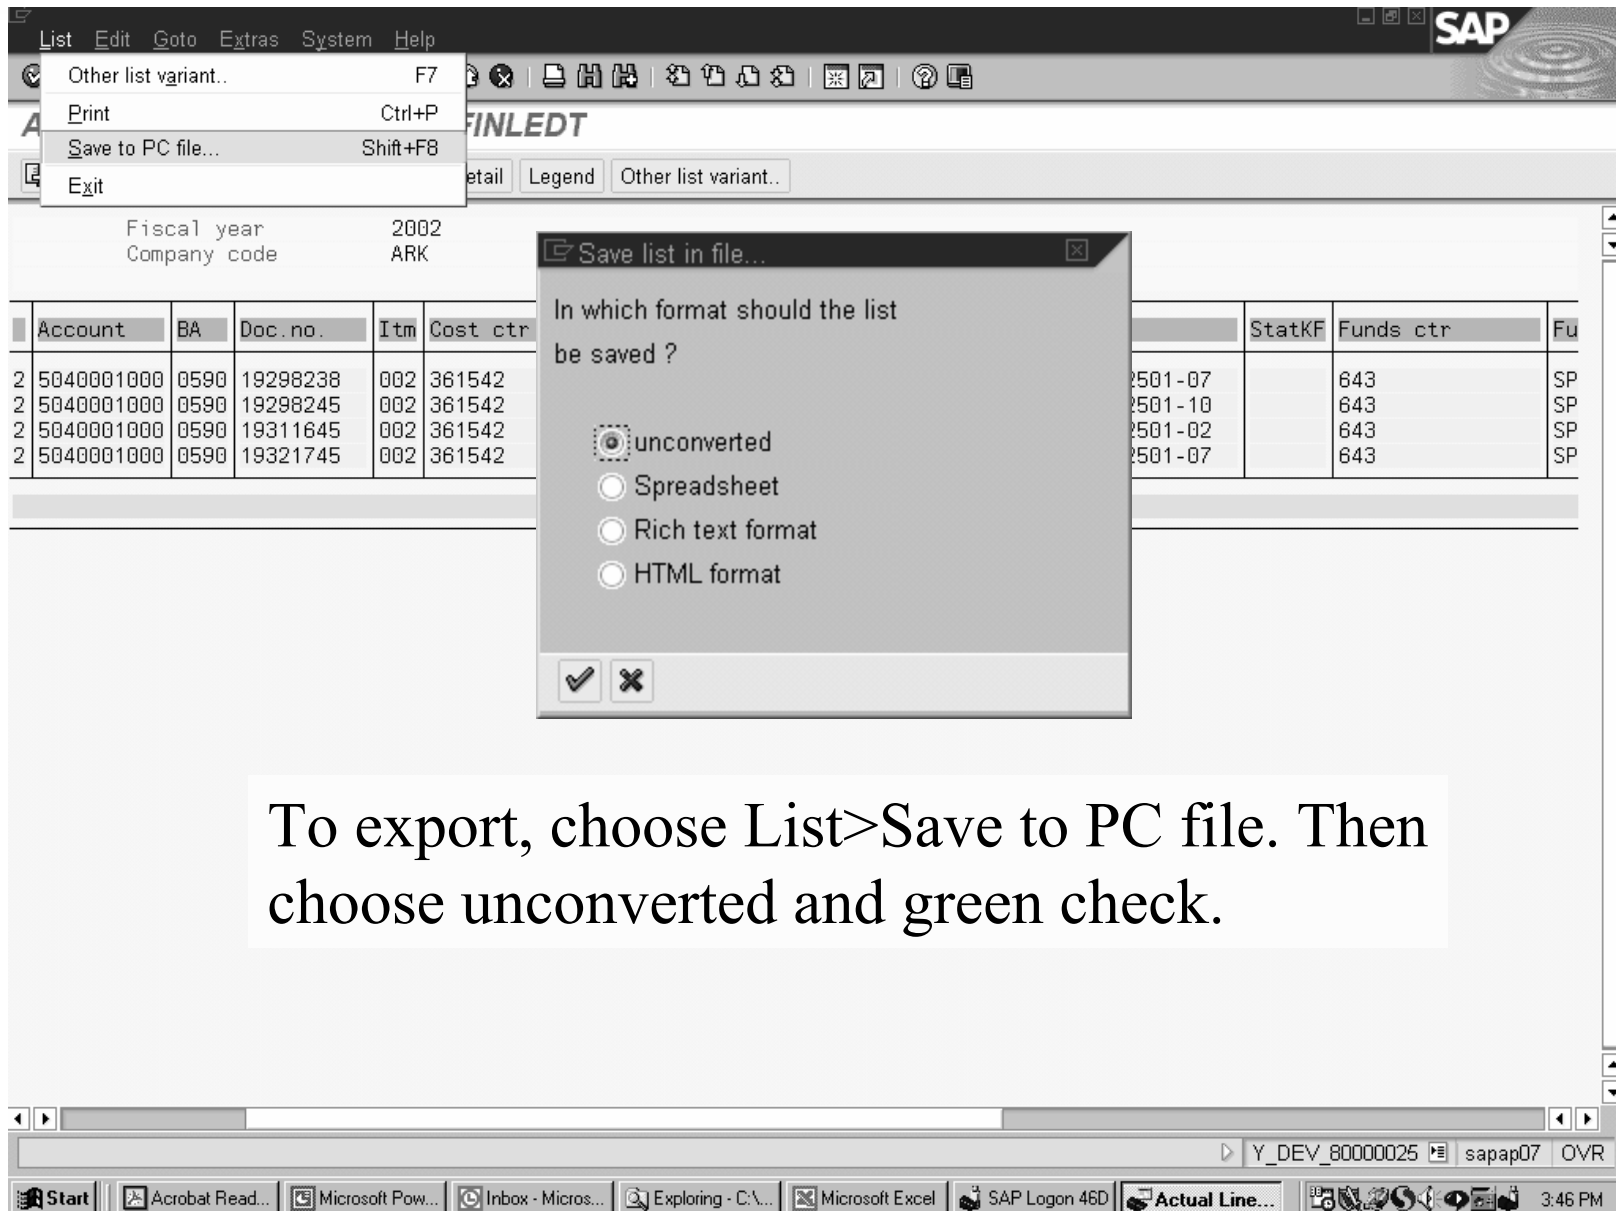 List Edit Goto Extras System Help
SAP
Other list variant.. F7
Print Ctrl+P
Save to PC file... Shift+F8
Exit
FINLEDT
etail Legend Other list variant..
Fiscal year 2002
Company code ARK
Account BA Doc.no. Itm Cost ctr StatKF Funds ctr Fu
2 5040001000 0590 19298238 002 361542 2501-07 643 SP
2 5040001000 0590 19298245 002 361542 2501-10 643 SP
2 5040001000 0590 19311645 002 361542 2501-02 643 SP
2 5040001000 0590 19321745 002 361542 2501-07 643 SP
Save list in file...
In which format should the list
be saved ?
unconverted
Spreadsheet
Rich text format
HTML format
To export, choose List>Save to PC file. Then
choose unconverted and green check.
Y_DEV_80000025 sapap07 OVR
Start Acrobat Read... Microsoft Pow... Inbox - Micros... Exploring - C:\... Microsoft Excel SAP Logon 46D Actual Line... 3:46 PM